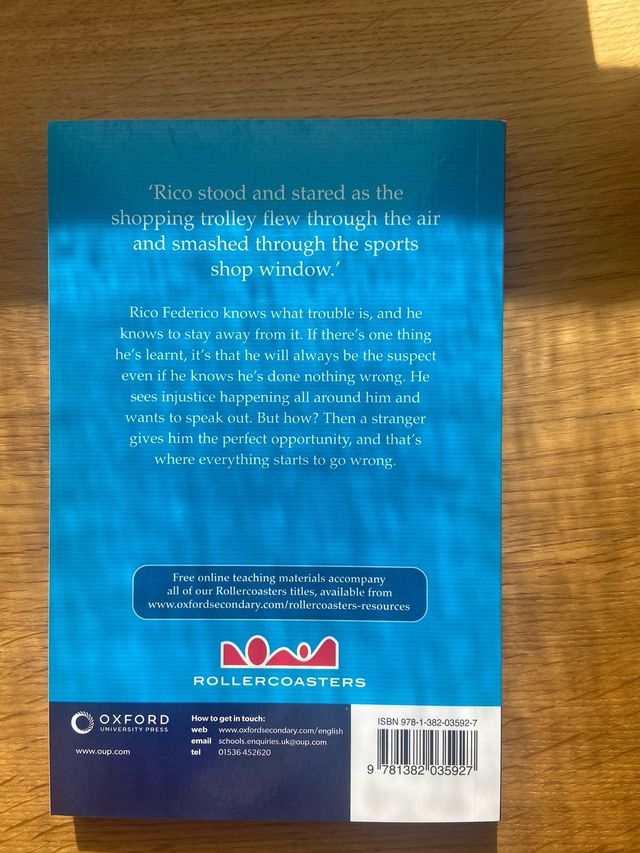 ‘Rico stood and stared as the
shopping trolley flew through the air
and smashed through the sports
shop window.’
Rico Federico knows what trouble is, and he
knows to stay away from it. If there’s one thing
he’s learnt, it’s that he will always be the suspect
even if he knows he’s done nothing wrong. He
sees injustice happening all around him and
wants to speak out. But how? Then a stranger
gives him the perfect opportunity, and that’s
where everything starts to go wrong.
Free online teaching materials accompany
all of our Rollercoasters titles, available from
www.oxfordsecondary.com/rollercoasters-resources
ROLLERCOASTERS
OXFORD
UNIVERSITY PRESS
www.oup.com
How to get in touch:
web www.oxfordsecondary.com/english
email schools.enquiries.uk@oup.com
tel 01536 452620
ISBN 978-1-382-03592-7
9 781382 035927